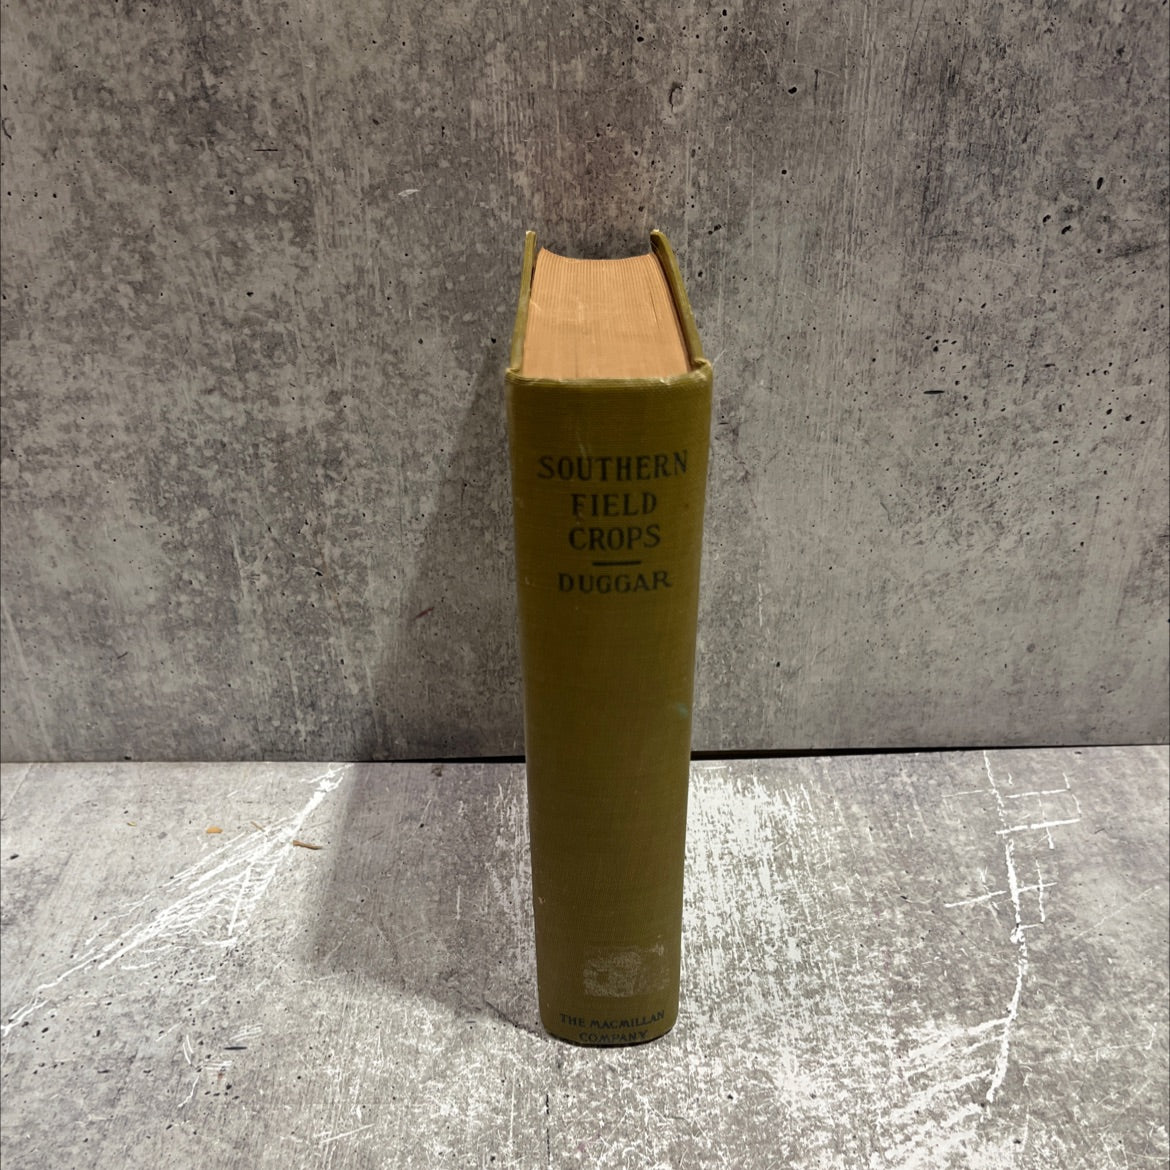 SOUTHERN
FIELD
CROPS
DUGGAR
THE MACMILLAN
COMPANY